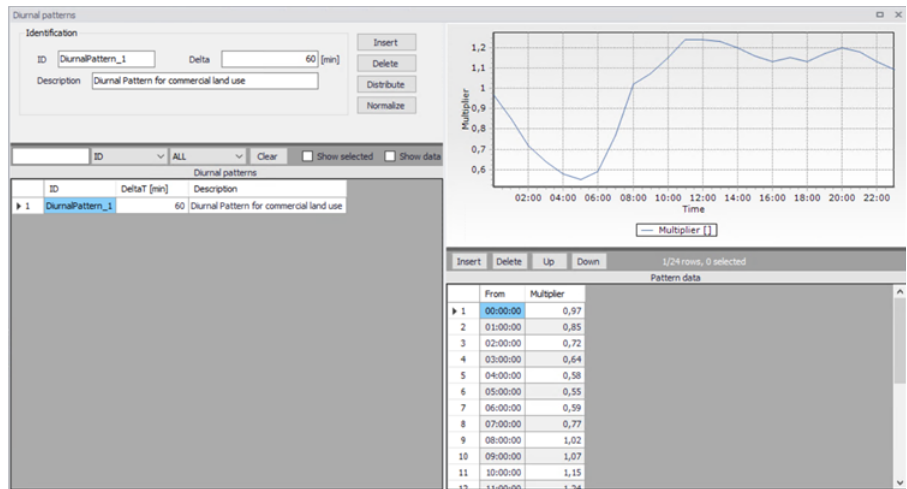 Diurnal patterns
Identification
ID DiurnalPattern_1 Delta 60 [min]
Description Diurnal Pattern for commercial land use
Insert
Delete
Distribute
Normalize
ID ALL Clear Show selected Show data
Diurnal patterns
ID DeltaT [min] Description
1 DiurnalPattern_1 60 Diurnal Pattern for commercial land use
Multiplier
1,2
1,1
1
0,9
0,8
0,7
0,6
02:00 04:00 06:00 08:00 10:00 12:00 14:00 16:00 18:00 20:00 22:00
Time
Multiplier []
Insert Delete Up Down 1/24 rows, 0 selected
Pattern data
From Multiplier
1 00:00:00 0,97
2 01:00:00 0,85
3 02:00:00 0,72
4 03:00:00 0,64
5 04:00:00 0,58
6 05:00:00 0,55
7 06:00:00 0,59
8 07:00:00 0,77
9 08:00:00 1,02
10 09:00:00 1,07
11 10:00:00 1,15
12 11:00:00 1,24